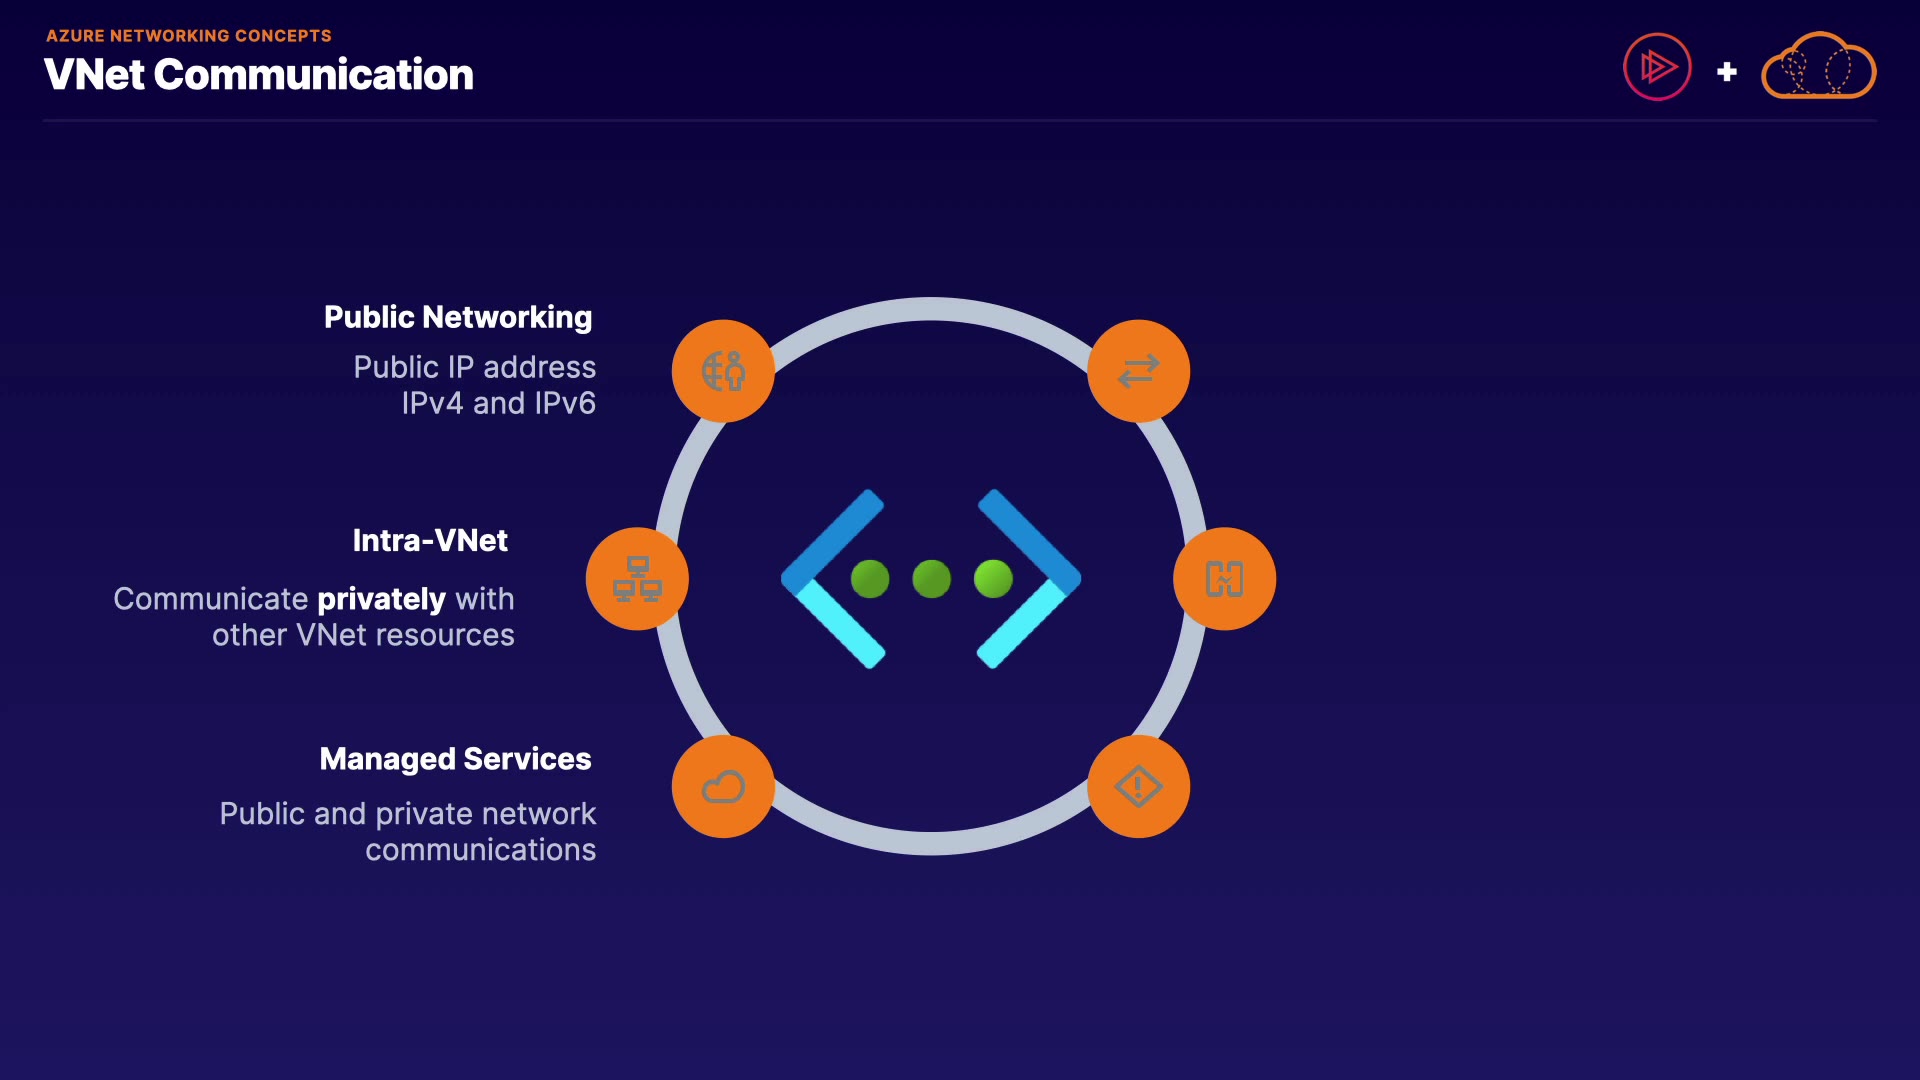 AZURE NETWORKING CONCEPTS
VNet Communication
Public Networking
Public IP address
IPv4 and IPv6
Intra-VNet
Communicate privately with
other VNet resources
Managed Services
Public and private network
communications